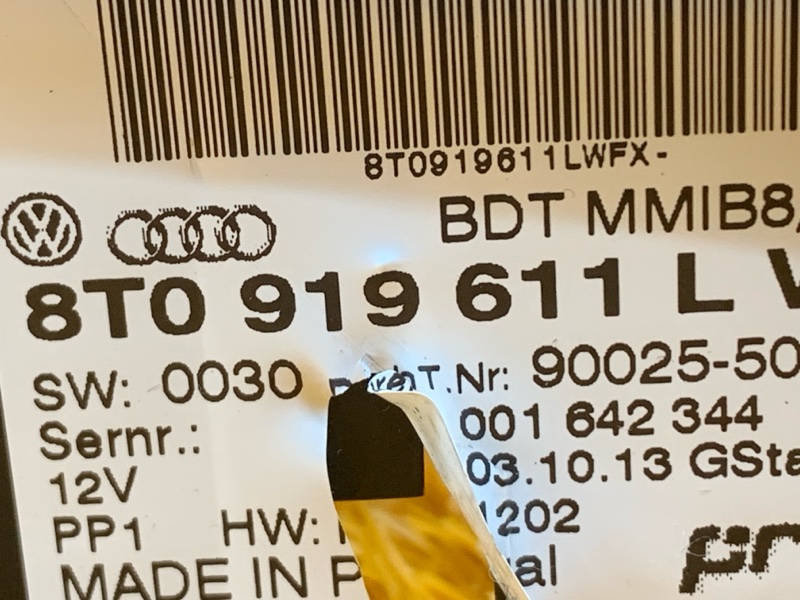 8T0919611LWFX-
BDT MMIB8
8T0 919 611 L
SW: 0030 T.Nr: 90025-50
Sernr.: 001 642 344
12V 03.10.13 GSta
PP1 HW: 1202
MADE IN P al